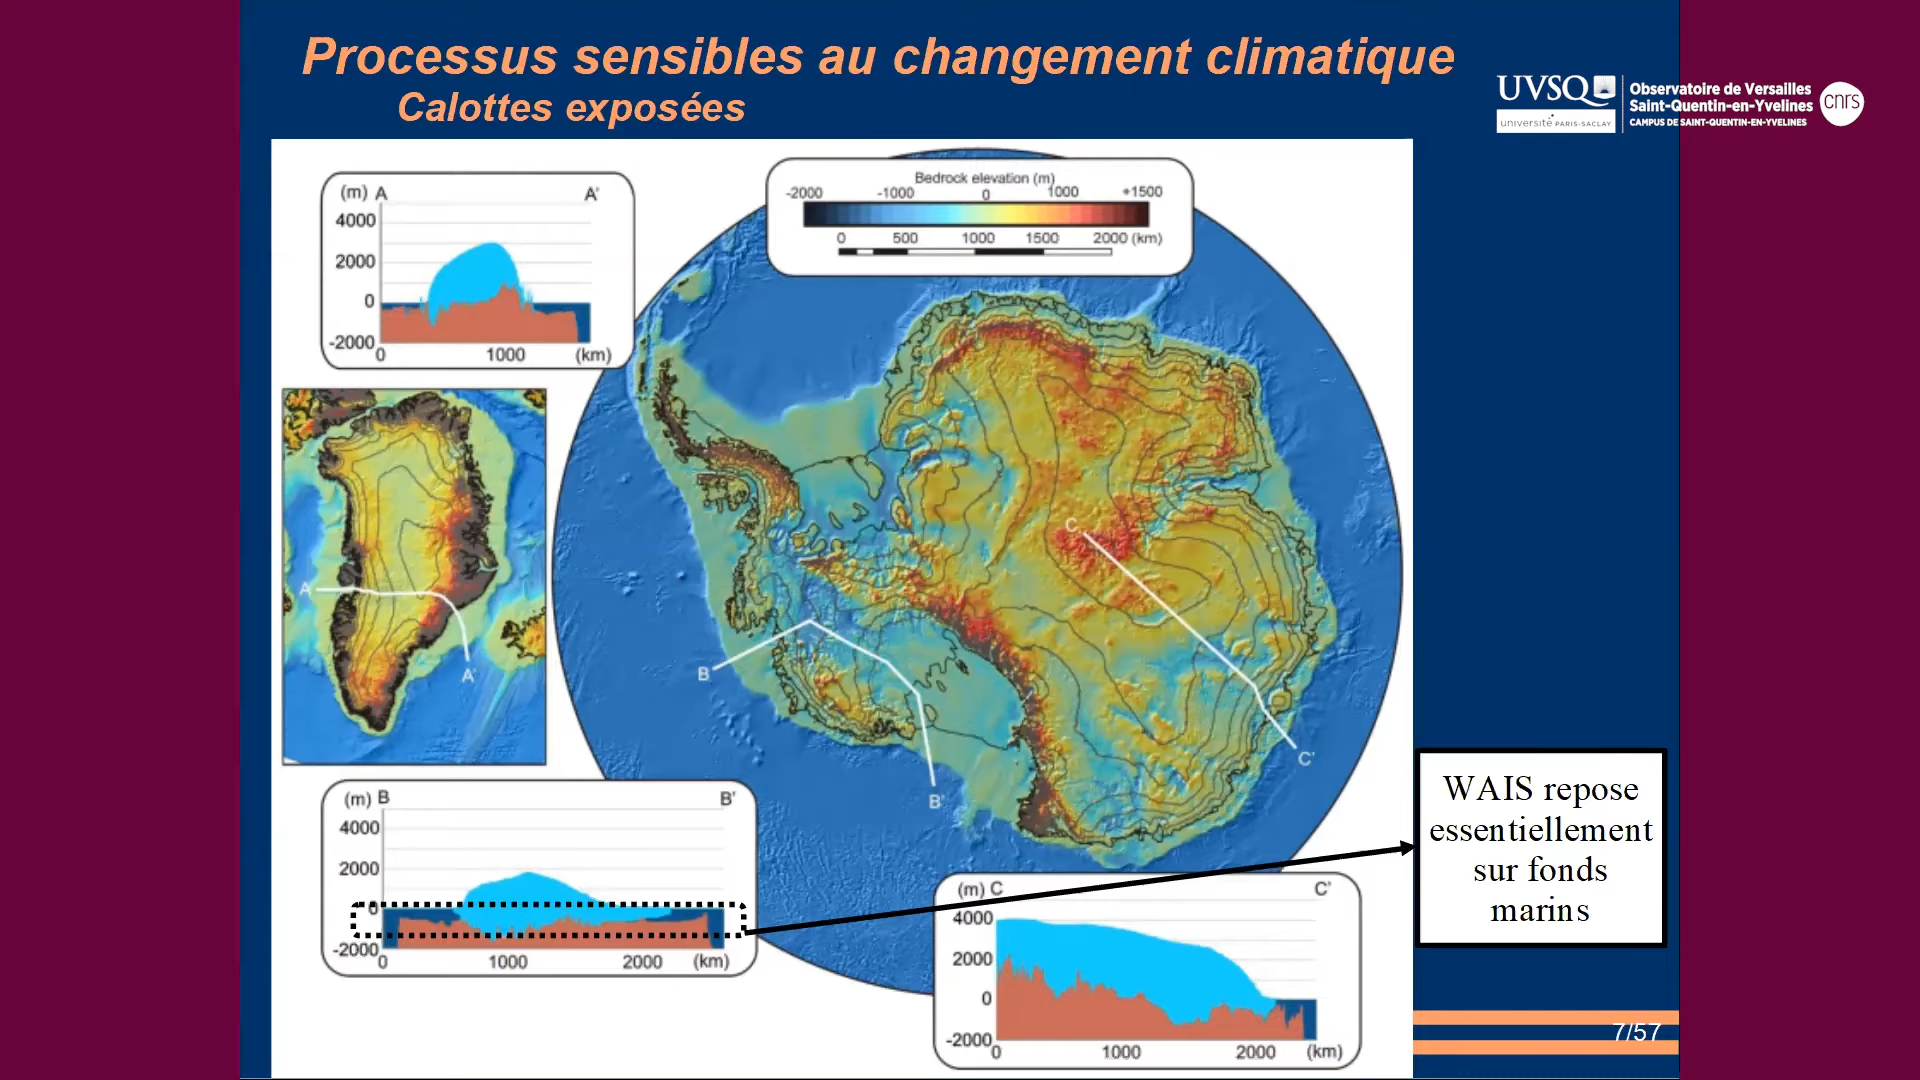 Processus sensibles au changement climatique
Calottes exposées
UVSQ
université PARIS-SACLAY
Observatoire de Versailles
Saint-Quentin-en-Yvelines
CAMPUS DE SAINT-QUENTIN-EN-YVELINES
cnrs
(m) A A'
4000
2000
0
-2000
0 1000 (km)
Bedrock elevation (m)
-2000 -1000 0 1000 +1500
0 500 1000 1500 2000 (km)
A
A'
B
B'
C
C'
(m) B B'
4000
2000
0
-2000
0 1000 2000 (km)
(m) C C'
4000
2000
0
-2000
0 1000 2000 (km)
WAIS repose
essentiellement
sur fonds
marins
7/57